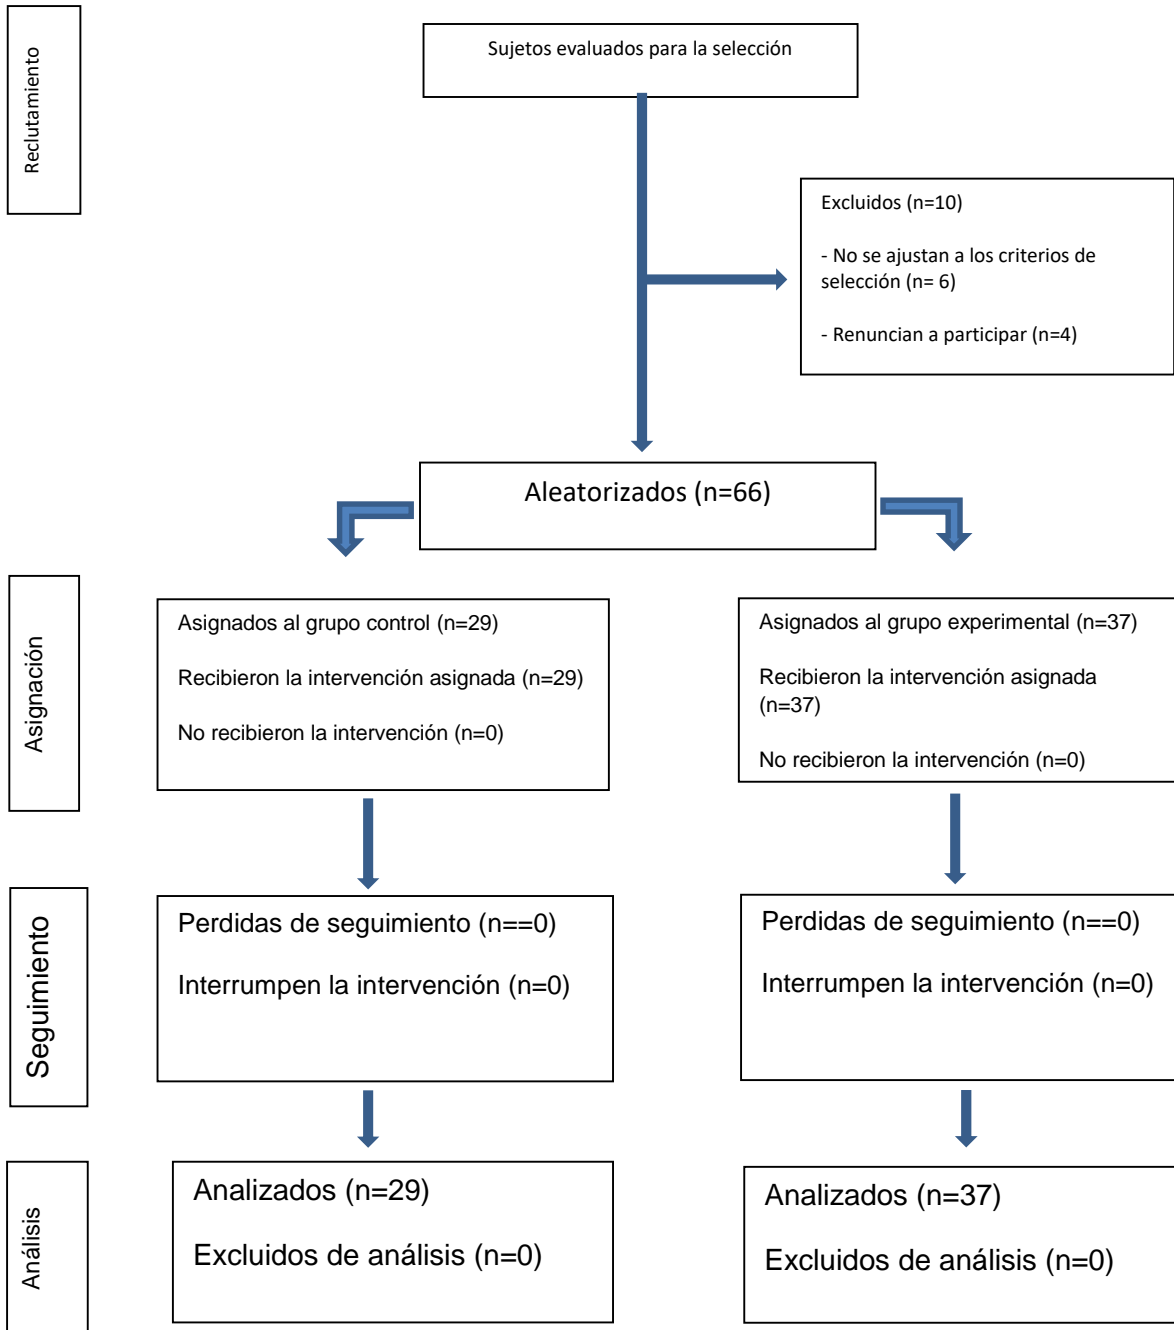 Reclutamiento
Sujetos evaluados para la selección
Excluidos (n=10)
- No se ajustan a los criterios de
selección (n= 6)
- Renuncian a participar (n=4)
Aleatorizados (n=66)
Asignación
Asignados al grupo control (n=29)
Recibieron la intervención asignada (n=29)
No recibieron la intervención (n=0)
Asignados al grupo experimental (n=37)
Recibieron la intervención asignada
(n=37)
No recibieron la intervención (n=0)
Seguimiento
Perdidas de seguimiento (n==0)
Interrumpen la intervención (n=0)
Perdidas de seguimiento (n==0)
Interrumpen la intervención (n=0)
Análisis
Analizados (n=29)
Excluidos de análisis (n=0)
Analizados (n=37)
Excluidos de análisis (n=0)